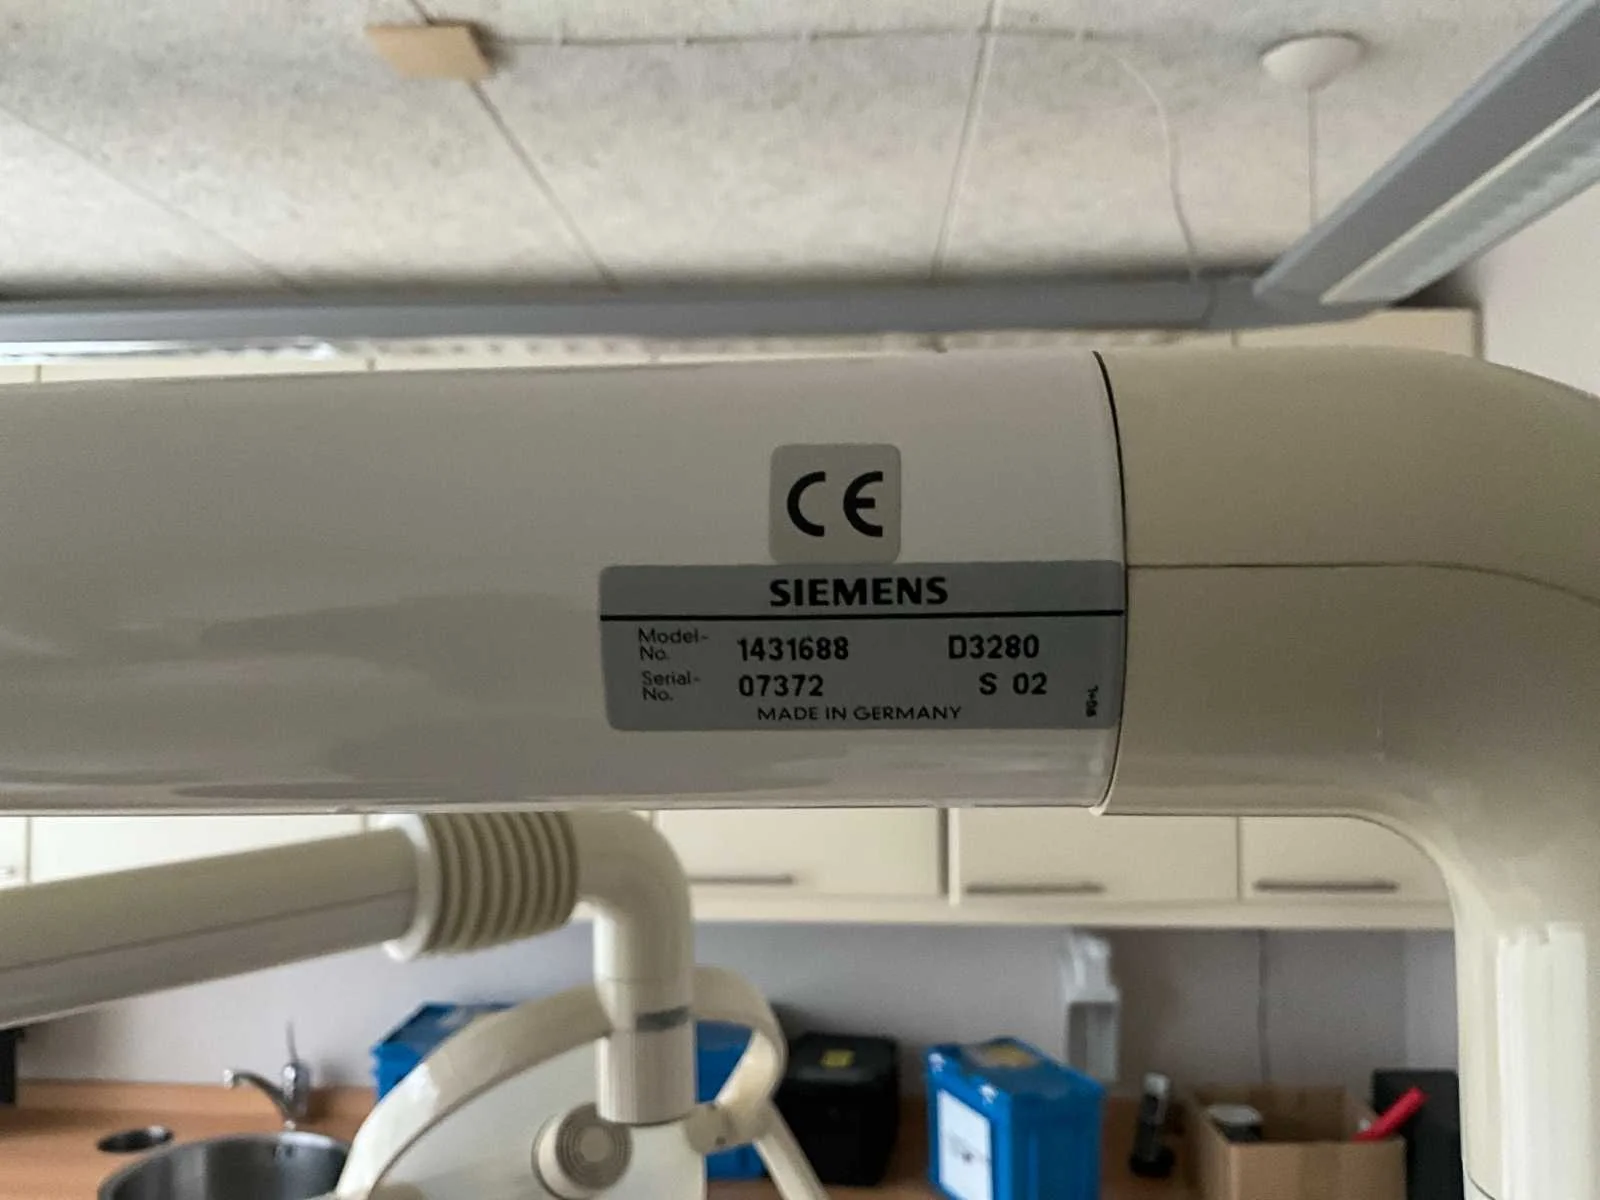 CE
SIEMENS
Model-No. 1431688 D3280
Serial-No. 07372 S 02
MADE IN GERMANY